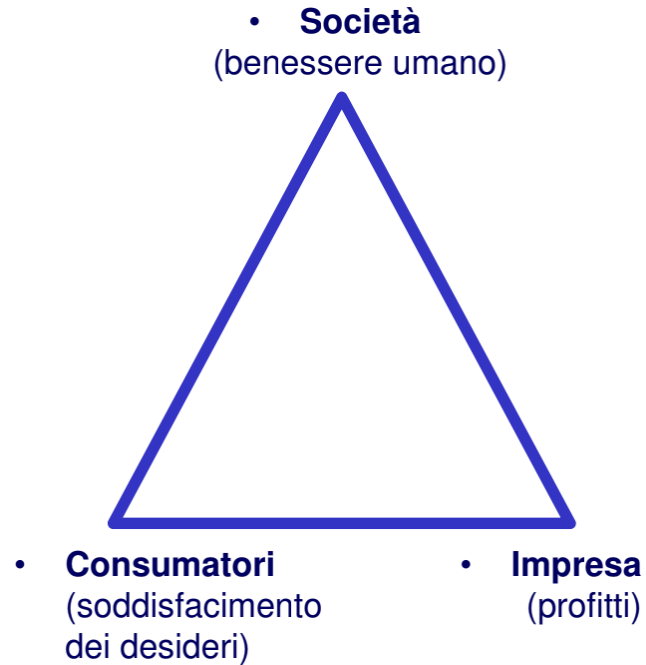 • Società
(benessere umano)
• Consumatori
(soddisfacimento
dei desideri)
• Impresa
(profitti)